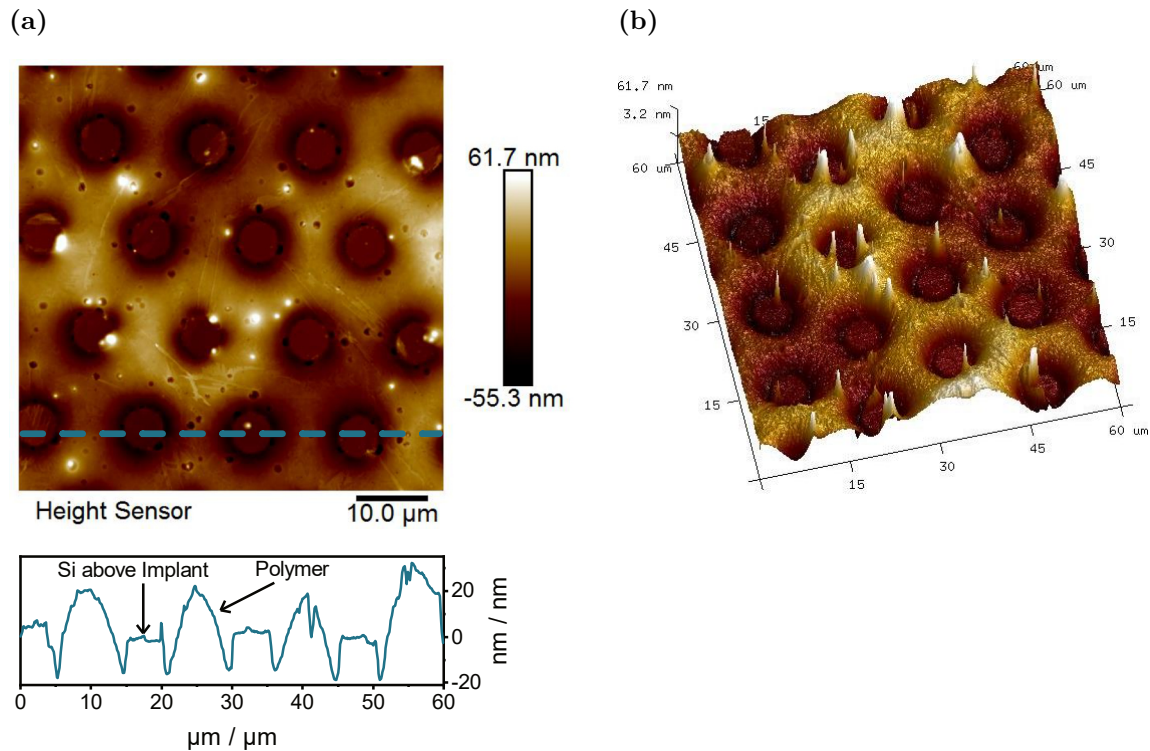 (a)
61.7 nm
-55.3 nm
Height Sensor
10.0 µm
Si above Implant
Polymer
20
0
-20
nm / nm
0 10 20 30 40 50 60
µm / µm
(b)
61.7 nm
3.2 nm
60 um
45
30
15
15
30
45
60 um
15
30
45
60 um
60 um
15